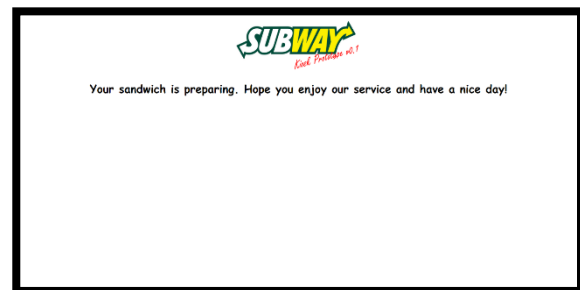 SUBWAY
Kiosk Prototype v0.1
Your sandwich is preparing. Hope you enjoy our service and have a nice day!